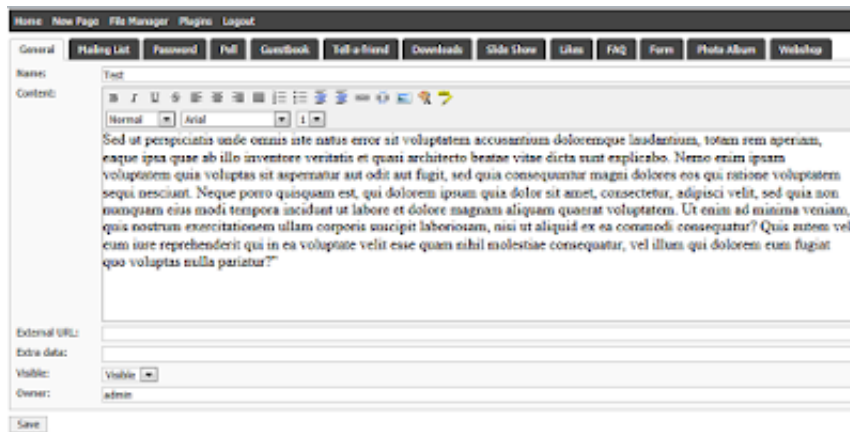 Home New Page File Manager Plugins Logout
General Mailing List Password Poll Guestbook Tell-a-friend Downloads Slide Show Likes FAQ Form Photo Album Webshop
Name: Test
Content:
B I U S
Normal Arial 1
Sed ut perspiciatis unde omnis iste natus error sit voluptatem accusantium doloremque laudantium, totam rem aperiam,
eaque ipsa quae ab illo inventore veritatis et quasi architecto beatae vitae dicta sunt explicabo. Nemo enim ipsam
voluptatem quia voluptas sit aspernatur aut odit aut fugit, sed quia consequuntur magni dolores eos qui ratione voluptatem
sequi nesciunt. Neque porro quisquam est, qui dolorem ipsum quia dolor sit amet, consectetur, adipisci velit, sed quia non
numquam eius modi tempora incidunt ut labore et dolore magnam aliquam quaerat voluptatem. Ut enim ad minima veniam,
quis nostrum exercitationem ullam corporis suscipit laboriosam, nisi ut aliquid ex ea commodi consequatur? Quis autem vel
eum iure reprehenderit qui in ea voluptate velit esse quam nihil molestiae consequatur, vel illum qui dolorem eum fugiat
quo voluptas nulla pariatur?"
External URL:
Extra data:
Visible: Visible
Owner: admin
Save